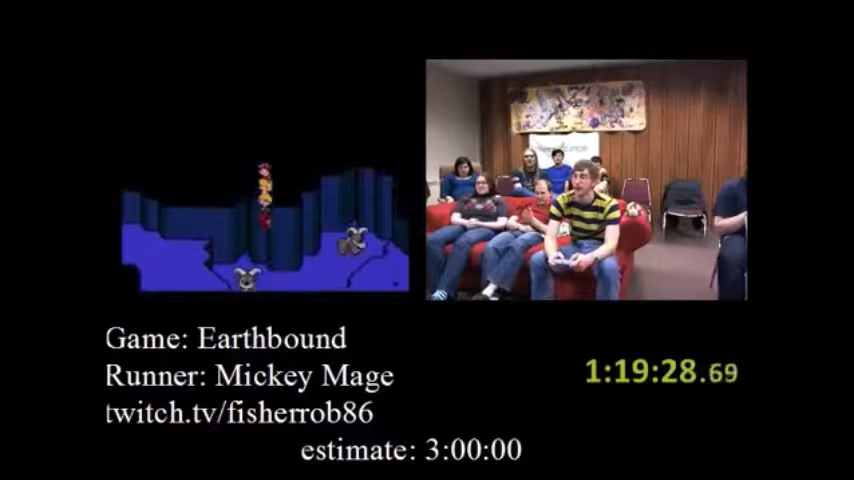 Game: Earthbound
Runner: Mickey Mage
1:19:28.69
twitch.tv/fisherrob86
estimate: 3:00:00